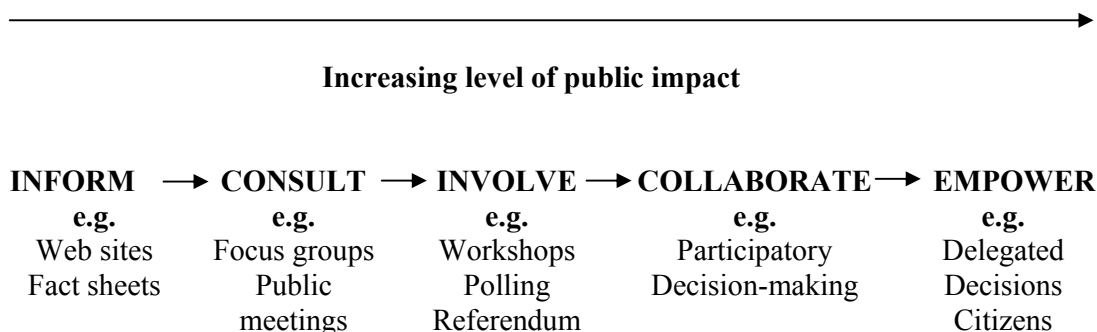 Increasing level of public impact
INFORM CONSULT INVOLVE COLLABORATE EMPOWER
e.g. e.g. e.g. e.g. e.g.
Web sites Focus groups Workshops Participatory Delegated
Fact sheets Public Polling Decision-making Decisions
meetings Referendum Citizens